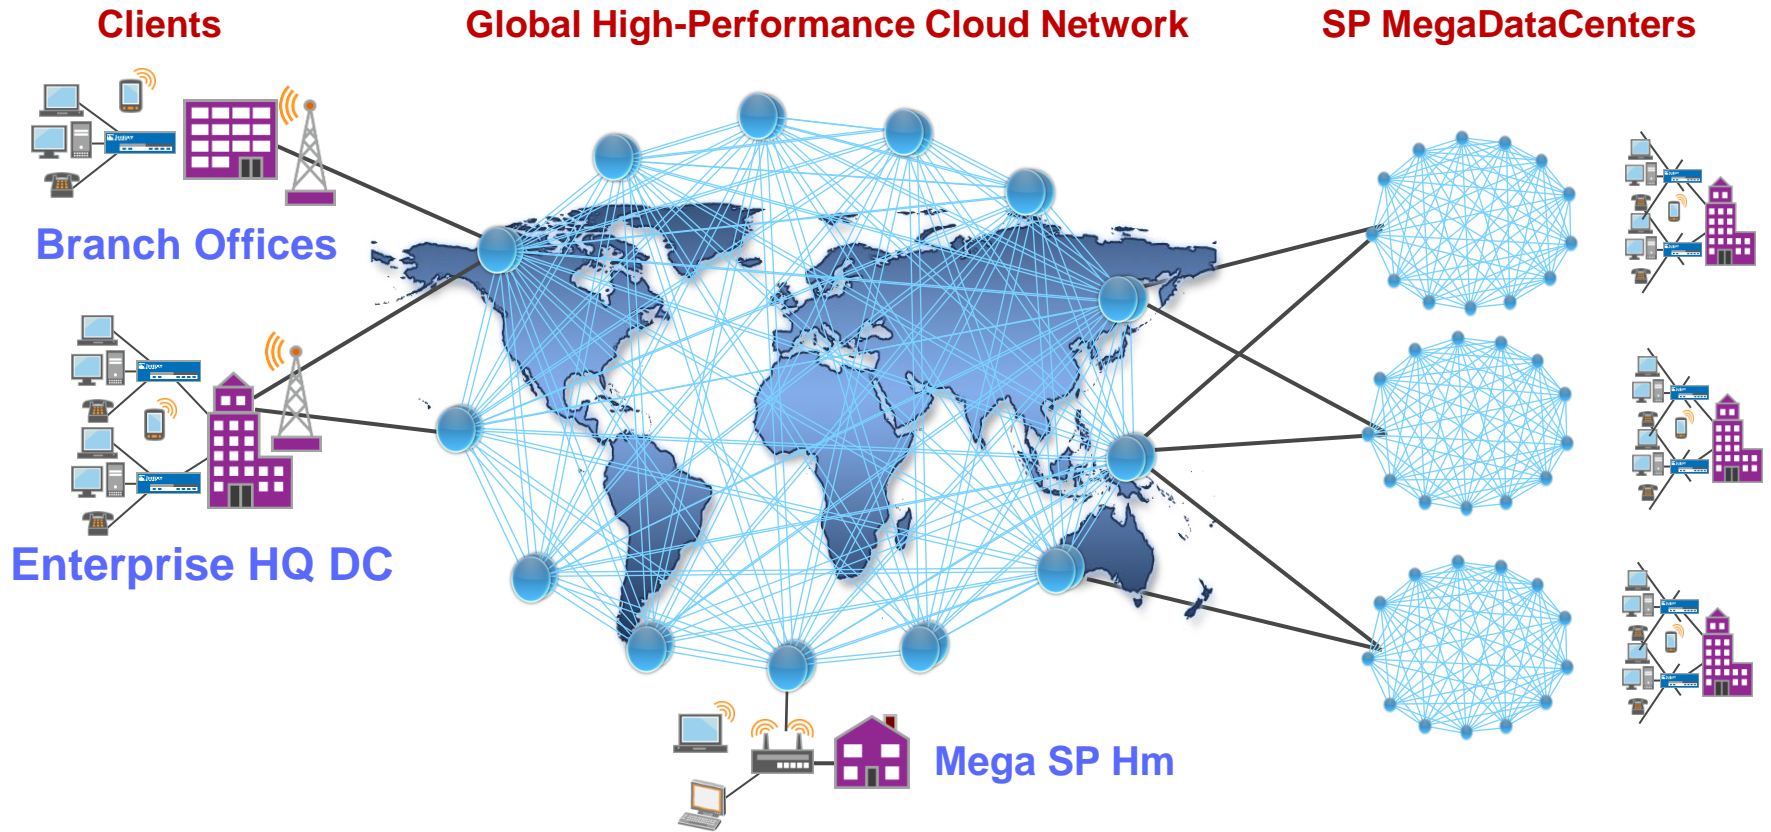 Clients
Global High-Performance Cloud Network
SP MegaDataCenters
Branch Offices
Enterprise HQ DC
Mega SP Hm